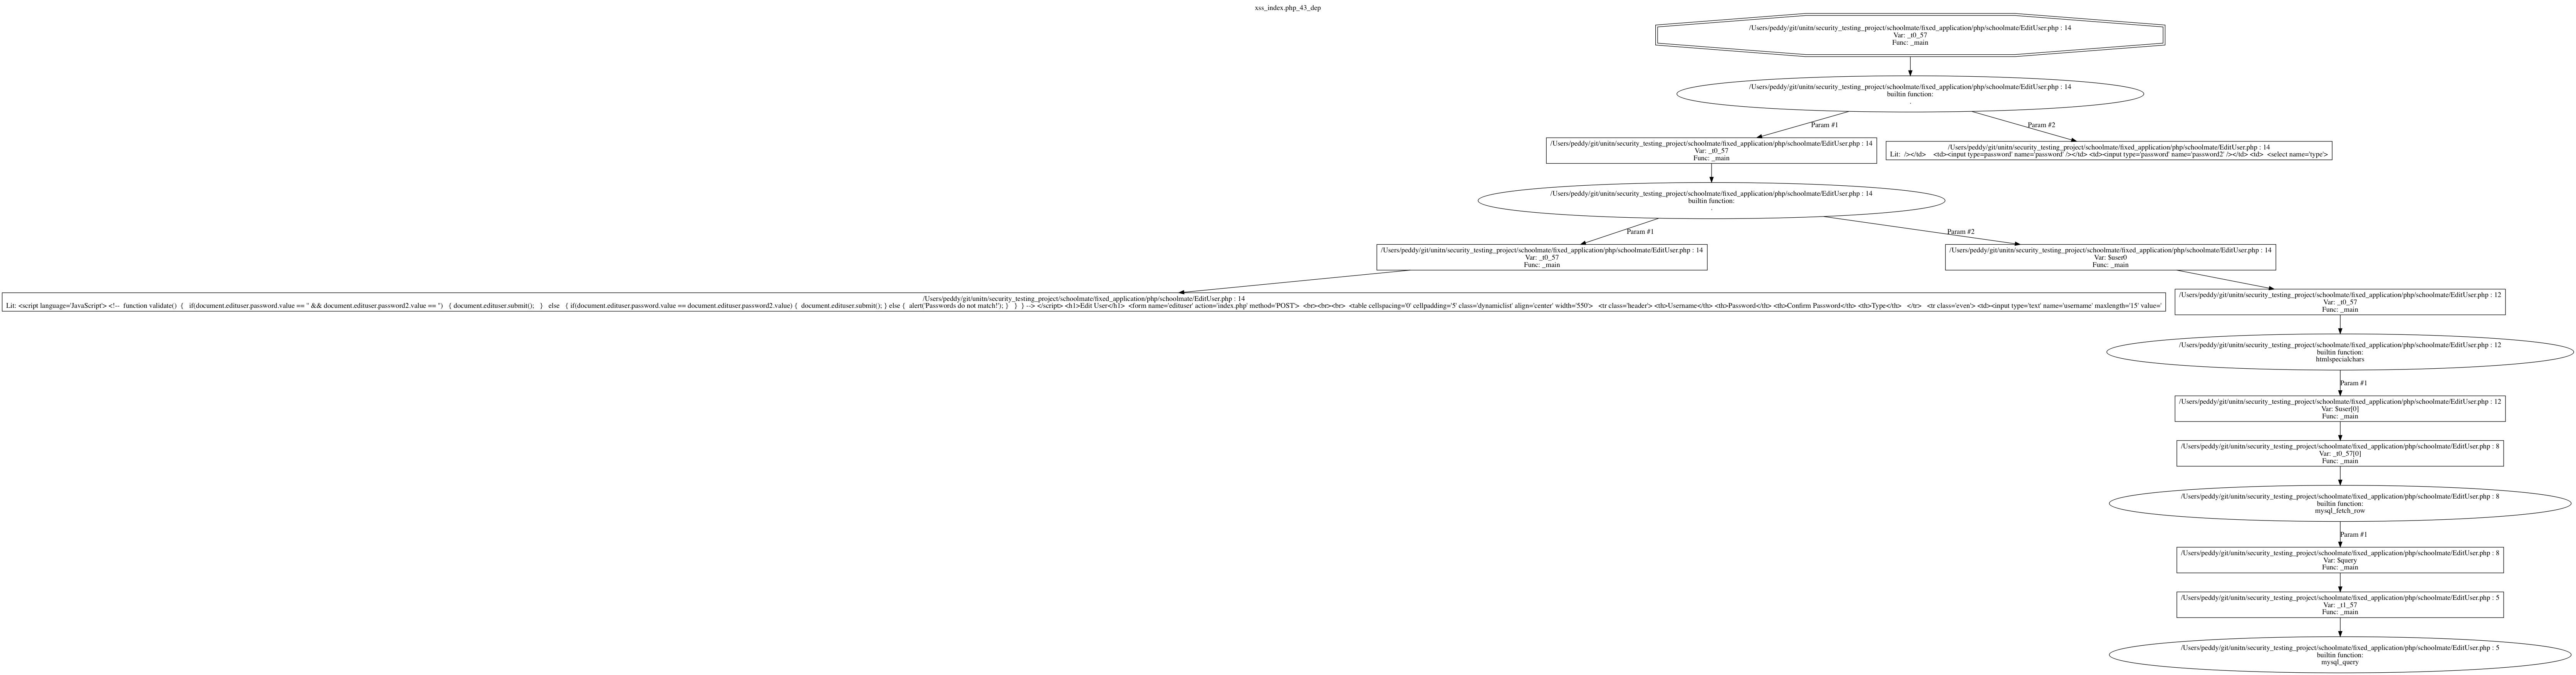 xss_index.php_43_dep
/Users/peddy/git/unitn/security_testing_project/schoolmate/fixed_application/php/schoolmate/EditUser.php : 14
Var: _t0_57
Func: _main
/Users/peddy/git/unitn/security_testing_project/schoolmate/fixed_application/php/schoolmate/EditUser.php : 14
builtin function:
.
Param #1
Param #2
/Users/peddy/git/unitn/security_testing_project/schoolmate/fixed_application/php/schoolmate/EditUser.php : 14
Var: _t0_57
Func: _main
/Users/peddy/git/unitn/security_testing_project/schoolmate/fixed_application/php/schoolmate/EditUser.php : 14
Lit:  /></td>    <td><input type=password' name='password' /></td> <td><input type='password' name='password2' /></td> <td>  <select name='type'>
/Users/peddy/git/unitn/security_testing_project/schoolmate/fixed_application/php/schoolmate/EditUser.php : 14
builtin function:
.
Param #1
Param #2
/Users/peddy/git/unitn/security_testing_project/schoolmate/fixed_application/php/schoolmate/EditUser.php : 14
Var: _t0_57
Func: _main
/Users/peddy/git/unitn/security_testing_project/schoolmate/fixed_application/php/schoolmate/EditUser.php : 14
Var: $user0
Func: _main
/Users/peddy/git/unitn/security_testing_project/schoolmate/fixed_application/php/schoolmate/EditUser.php : 14
Lit: <script language='JavaScript'> <!--  function validate()  {   if(document.edituser.password.value == '' && document.edituser.password2.value == '')   { document.edituser.submit();   }   else   { if(document.edituser.password.value == document.edituser.password2.value) {  document.edituser.submit(); } else {  alert('Passwords do not match!'); }   }  } --> </script> <h1>Edit User</h1>  <form name='edituser' action='index.php' method='POST'>  <br><br><br>  <table cellspacing='0' cellpadding='5' class='dynamiclist' align='center' width='550'>   <tr class='header'> <th>Username</th> <th>Password</th> <th>Confirm Password</th> <th>Type</th>   </tr>   <tr class='even'> <td><input type='text' name='username' maxlength='15' value='
/Users/peddy/git/unitn/security_testing_project/schoolmate/fixed_application/php/schoolmate/EditUser.php : 12
Var: _t0_57
Func: _main
/Users/peddy/git/unitn/security_testing_project/schoolmate/fixed_application/php/schoolmate/EditUser.php : 12
builtin function:
htmlspecialchars
Param #1
/Users/peddy/git/unitn/security_testing_project/schoolmate/fixed_application/php/schoolmate/EditUser.php : 12
Var: $user[0]
Func: _main
/Users/peddy/git/unitn/security_testing_project/schoolmate/fixed_application/php/schoolmate/EditUser.php : 8
Var: _t0_57[0]
Func: _main
/Users/peddy/git/unitn/security_testing_project/schoolmate/fixed_application/php/schoolmate/EditUser.php : 8
builtin function:
mysql_fetch_row
Param #1
/Users/peddy/git/unitn/security_testing_project/schoolmate/fixed_application/php/schoolmate/EditUser.php : 8
Var: $query
Func: _main
/Users/peddy/git/unitn/security_testing_project/schoolmate/fixed_application/php/schoolmate/EditUser.php : 5
Var: _t1_57
Func: _main
/Users/peddy/git/unitn/security_testing_project/schoolmate/fixed_application/php/schoolmate/EditUser.php : 5
builtin function:
mysql_query